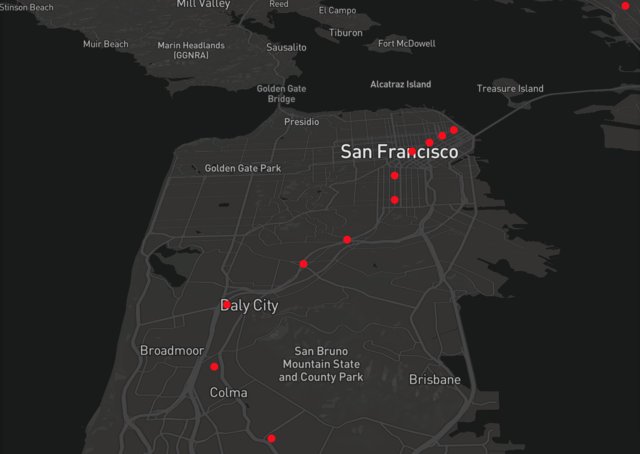 Stinson Beach
Mill Valley
Reed
El Campo
Tiburon
Muir Beach
Marin Headlands
(GGNRA)
Sausalito
Fort McDowell
Golden Gate
Bridge
Alcatraz Island
Treasure Island
Presidio
San Francisco
Golden Gate Park
Daly City
Broadmoor
San Bruno
Mountain State
and County Park
Brisbane
Colma